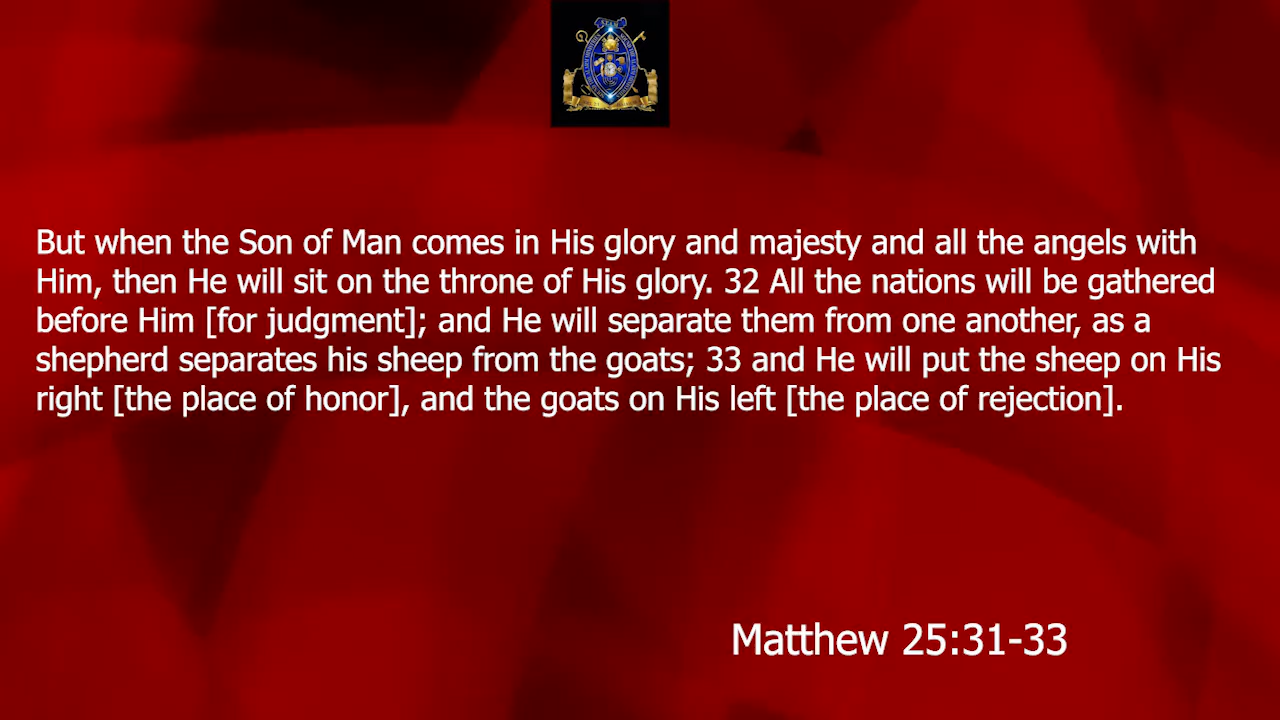 But when the Son of Man comes in His glory and majesty and all the angels with
Him, then He will sit on the throne of His glory. 32 All the nations will be gathered
before Him [for judgment]; and He will separate them from one another, as a
shepherd separates his sheep from the goats; 33 and He will put the sheep on His
right [the place of honor], and the goats on His left [the place of rejection].
Matthew 25:31-33